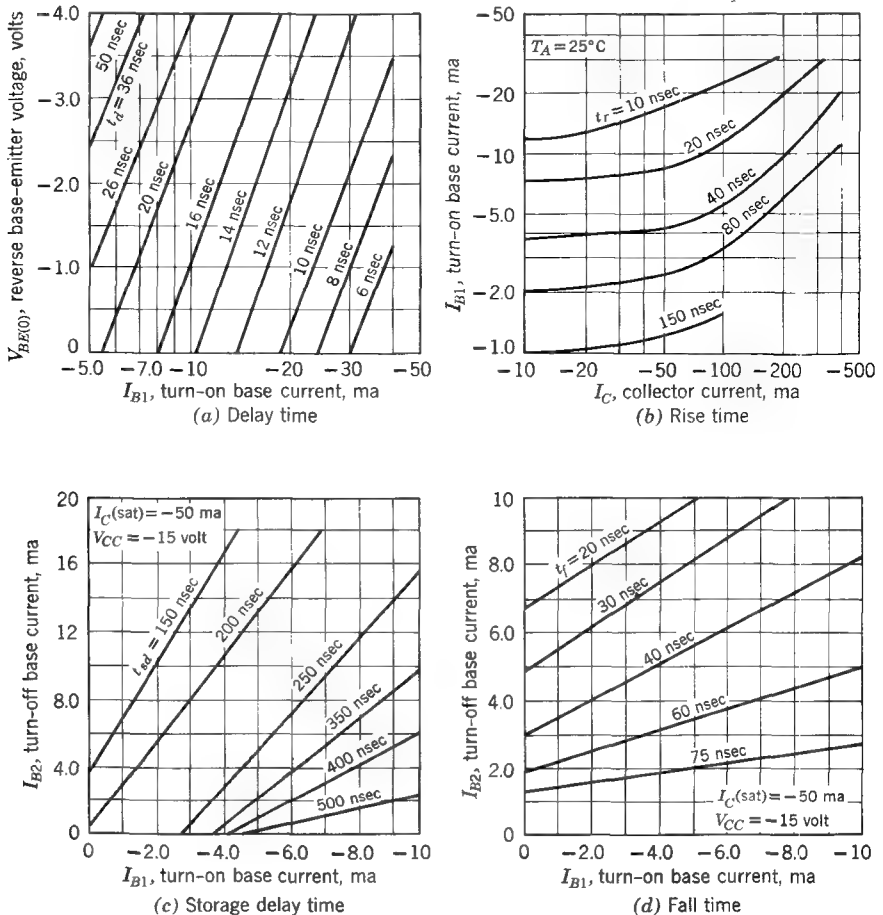 V_BE(O), reverse base-emitter voltage, volts
-4.0
-3.0
-2.0
-1.0
0
50 nsec
t_d = 36 nsec
26 nsec
20 nsec
16 nsec
14 nsec
12 nsec
10 nsec
8 nsec
6 nsec
-5.0
-7.0
-10
-20
-30
-50
I_B1, turn-on base current, ma
(a) Delay time
I_B1, turn-on base current, ma
-50
-20
-10
-5.0
-2.0
-1.0
T_A = 25°C
t_r = 10 nsec
20 nsec
40 nsec
80 nsec
150 nsec
-10
-20
-50
-100
-200
-500
I_C, collector current, ma
(b) Rise time
I_B2, turn-off base current, ma
20
16
12
8.0
4.0
0
I_C(sat) = -50 ma
V_CC = -15 volt
t_sd = 150 nsec
200 nsec
250 nsec
350 nsec
400 nsec
500 nsec
0
-2.0
-4.0
-6.0
-8.0
-10
I_B1, turn-on base current, ma
(c) Storage delay time
I_B2, turn-off base current, ma
10
8.0
6.0
4.0
2.0
0
t_f = 20 nsec
30 nsec
40 nsec
60 nsec
75 nsec
I_C(sat) = -50 ma
V_CC = -15 volt
0
-2.0
-4.0
-6.0
-8.0
-10
I_B1, turn-on base current, ma
(d) Fall time